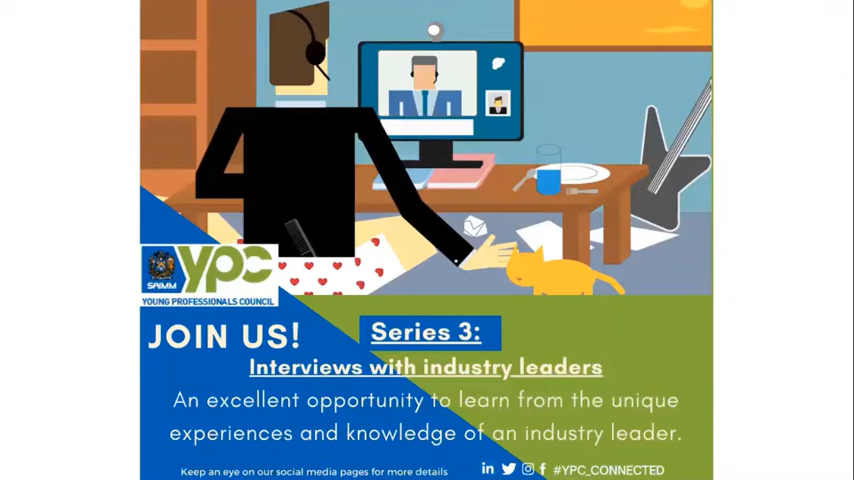 SAIMM
ypc
YOUNG PROFESSIONALS COUNCIL
JOIN US!
Series 3:
Interviews with industry leaders
An excellent opportunity to learn from the unique
experiences and knowledge of an industry leader.
Keep an eye on our social media pages for more details
in f #YPC_CONNECTED